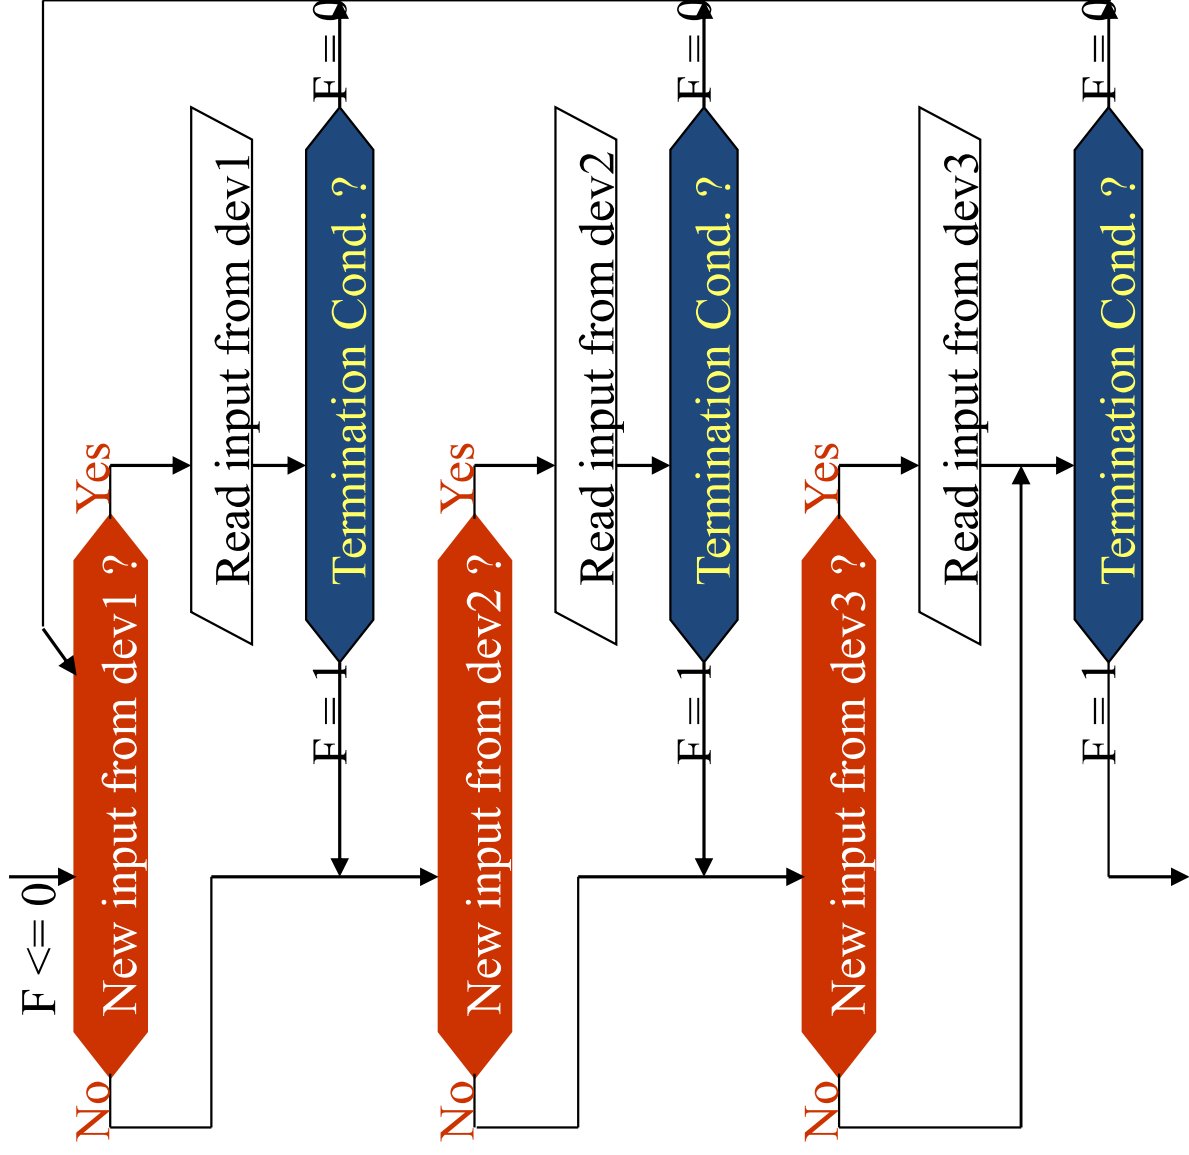 F <= 0
No
New input from dev1 ?
Yes
Read input from dev1
F = 1
Termination Cond. ?
F = 0
No
New input from dev2 ?
Yes
Read input from dev2
F = 1
Termination Cond. ?
F = 0
No
New input from dev3 ?
Yes
Read input from dev3
F = 1
Termination Cond. ?
F = 0